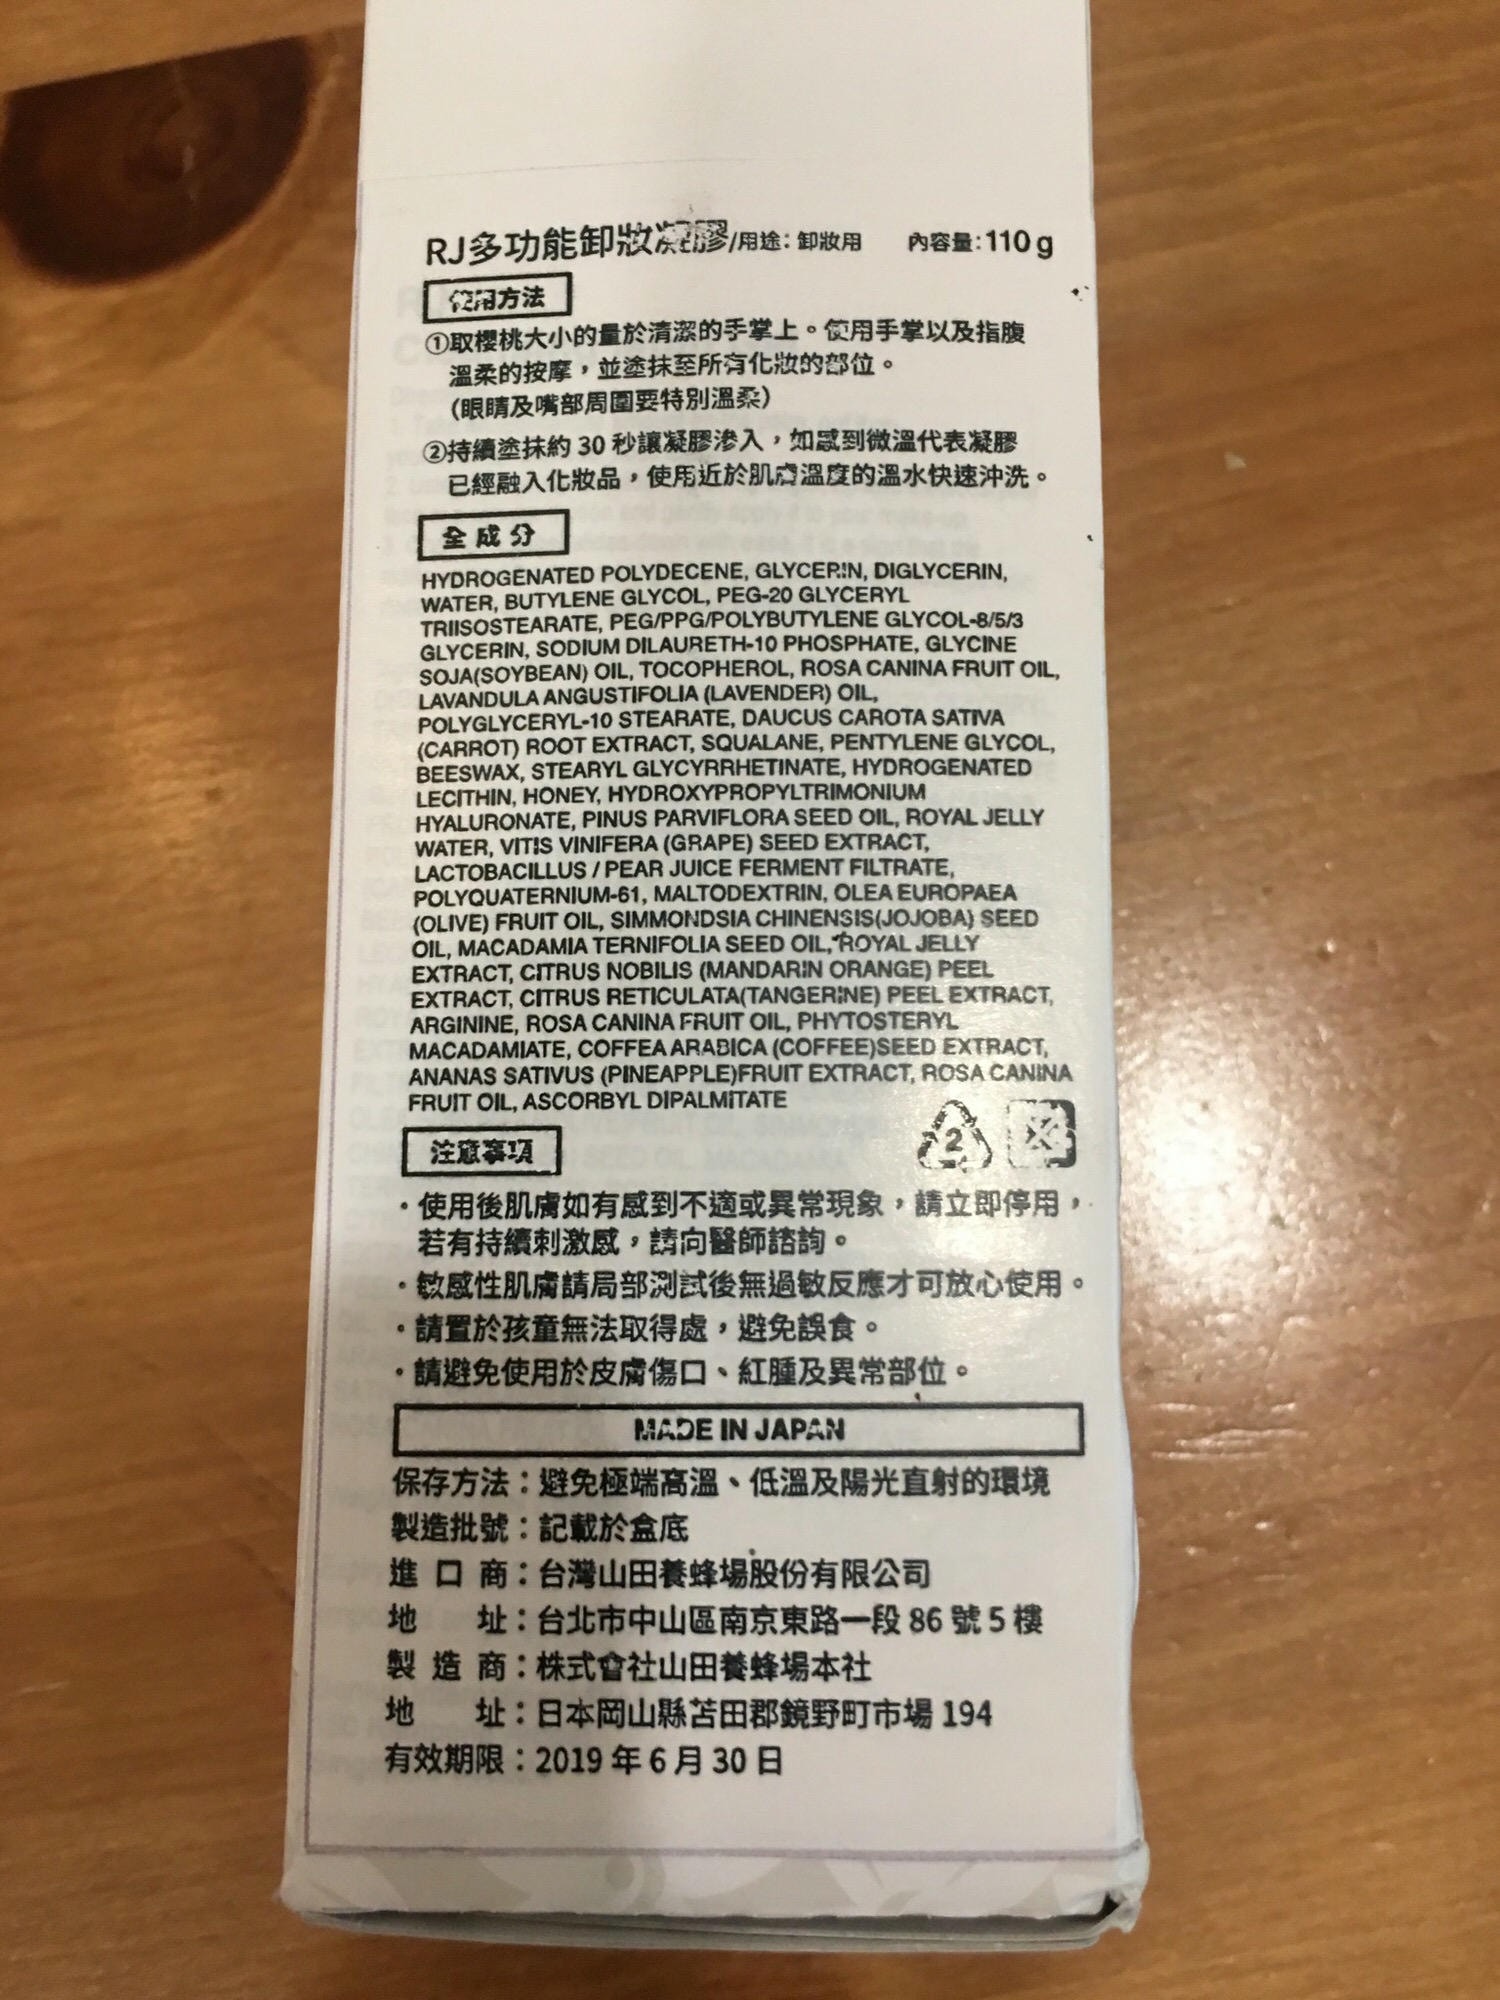 RJ多功能卸妝凝膠/用途：卸妝用 內容量：110 g
使用方法
①取櫻桃大小的量於清潔的手掌上。使用手掌以及指腹
溫柔的按摩，並塗抹至所有化妝的部位。
(眼睛及嘴部周圍要特別溫柔)
②持續塗抹約 30 秒讓凝膠滲入，如感到微溫代表凝膠
已經融入化妝品，使用近於肌膚溫度的溫水快速沖洗。
全成分
HYDROGENATED POLYDECENE, GLYCERIN, DIGLYCERIN,
WATER, BUTYLENE GLYCOL, PEG-20 GLYCERYL
TRIISOSTEARATE, PEG/PPG/POLYBUTYLENE GLYCOL-8/5/3
GLYCERIN, SODIUM DILAURETH-10 PHOSPHATE, GLYCINE
SOJA(SOYBEAN) OIL, TOCOPHEROL, ROSA CANINA FRUIT OIL,
LAVANDULA ANGUSTIFOLIA (LAVENDER) OIL,
POLYGLYCERYL-10 STEARATE, DAUCUS CAROTA SATIVA
(CARROT) ROOT EXTRACT, SQUALANE, PENTYLENE GLYCOL,
BEESWAX, STEARYL GLYCYRRHETINATE, HYDROGENATED
LECITHIN, HONEY, HYDROXYPROPYLTRIMONIUM
HYALURONATE, PINUS PARVIFLORA SEED OIL, ROYAL JELLY
WATER, VITIS VINIFERA (GRAPE) SEED EXTRACT,
LACTOBACILLUS / PEAR JUICE FERMENT FILTRATE,
POLYQUATERNIUM-61, MALTODEXTRIN, OLEA EUROPAEA
(OLIVE) FRUIT OIL, SIMMONDSIA CHINENSIS(JOJOBA) SEED
OIL, MACADAMIA TERNIFOLIA SEED OIL, ROYAL JELLY
EXTRACT, CITRUS NOBILIS (MANDARIN ORANGE) PEEL
EXTRACT, CITRUS RETICULATA(TANGERINE) PEEL EXTRACT,
ARGININE, ROSA CANINA FRUIT OIL, PHYTOSTERYL
MACADAMIATE, COFFEA ARABICA (COFFEE)SEED EXTRACT,
ANANAS SATIVUS (PINEAPPLE)FRUIT EXTRACT, ROSA CANINA
FRUIT OIL, ASCORBYL DIPALMITATE
2
注意事項
・使用後肌膚如有感到不適或異常現象，請立即停用，
若有持續刺激感，請向醫師諮詢。
・敏感性肌膚請局部測試後無過敏反應才可放心使用。
・請置於孩童無法取得處，避免誤食。
・請避免使用於皮膚傷口、紅腫及異常部位。
MADE IN JAPAN
保存方法：避免極端高溫、低溫及陽光直射的環境
製造批號：記載於盒底
進口商：台灣山田養蜂場股份有限公司
地址：台北市中山區南京東路一段 86 號 5 樓
製造商：株式會社山田養蜂場本社
地址：日本岡山縣苫田郡鏡野町市場 194
有效期限：2019 年 6 月 30 日